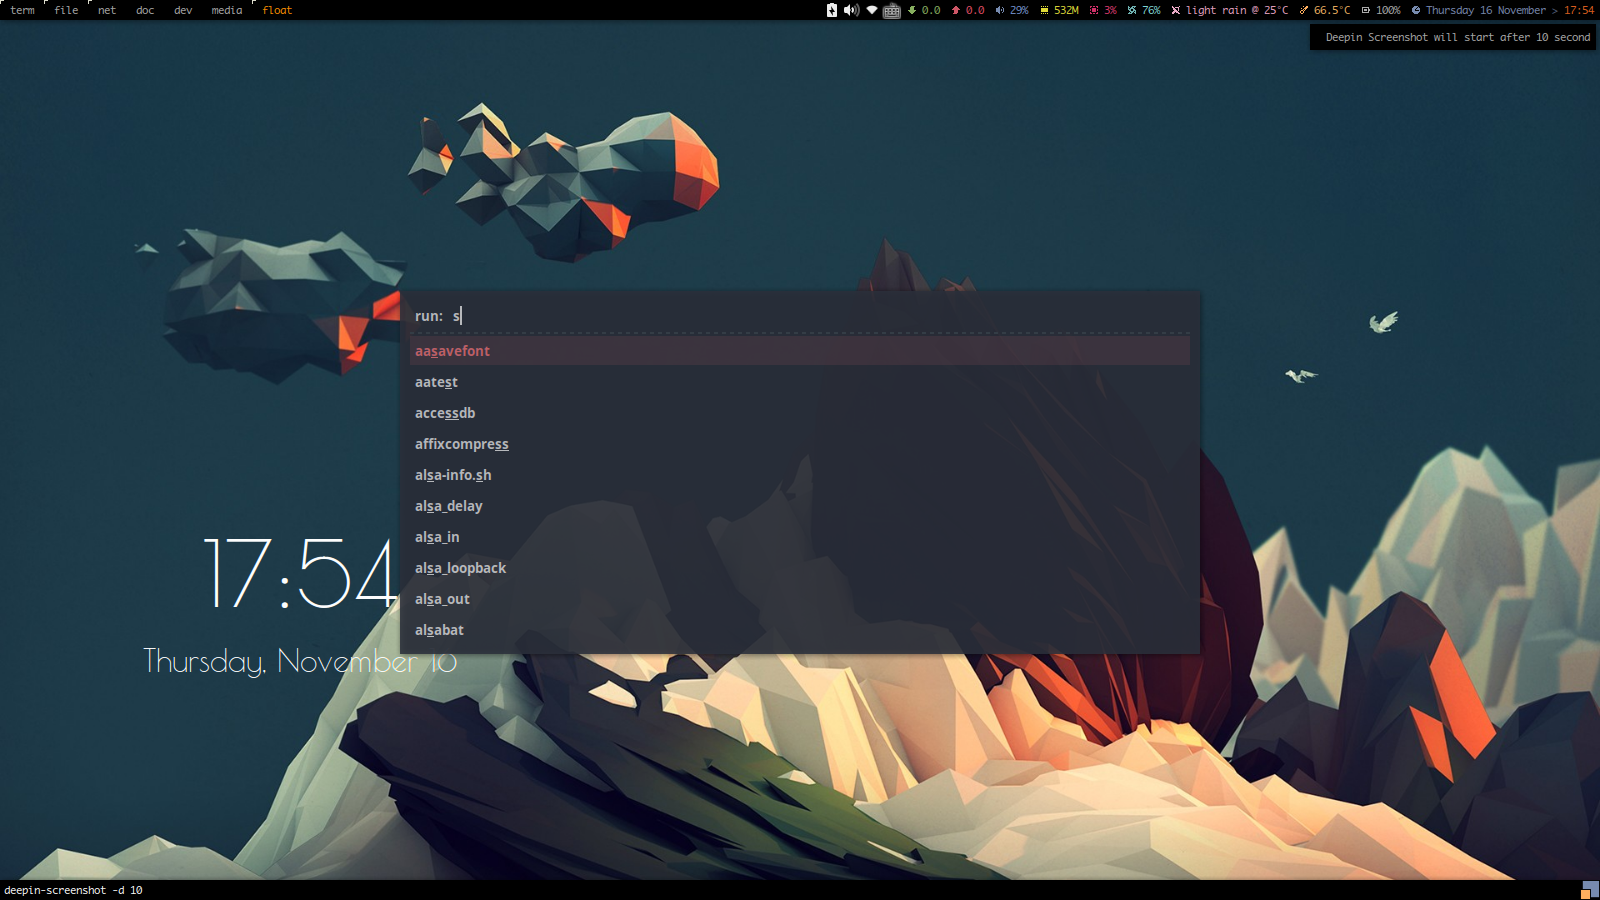 term file net doc dev media float 0.0 0.0 29% 532M 3% 76% light rain @ 25°C 66.5°C 100% Thursday 16 November > 17:54
Deepin Screenshot will start after 10 second
run: s
aasavefont
aatest
accessdb
affixcompress
alsa-info.sh
alsa_delay
alsa_in
alsa_loopback
alsa_out
alsabat
17:54
Thursday, November 16
deepin-screenshot -d 10